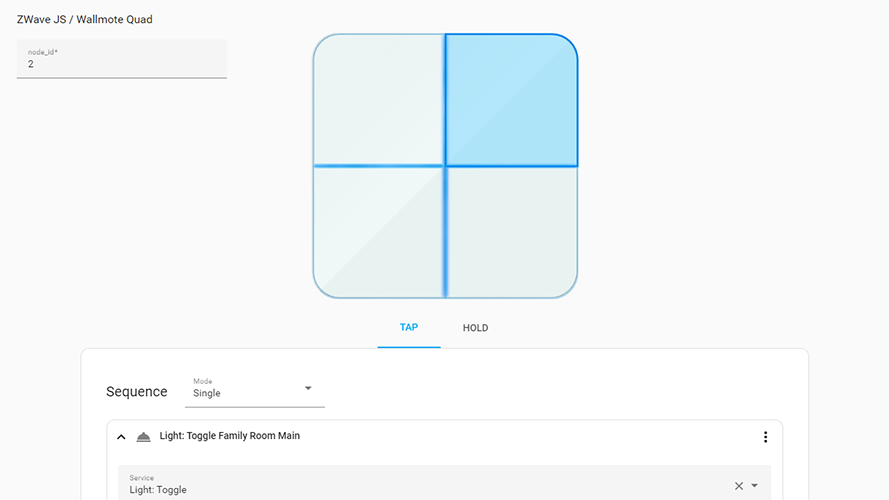 ZWave JS / Wallmote Quad
node_id*
2
TAP
HOLD
Sequence
Mode
Single
Light: Toggle Family Room Main
Service
Light: Toggle